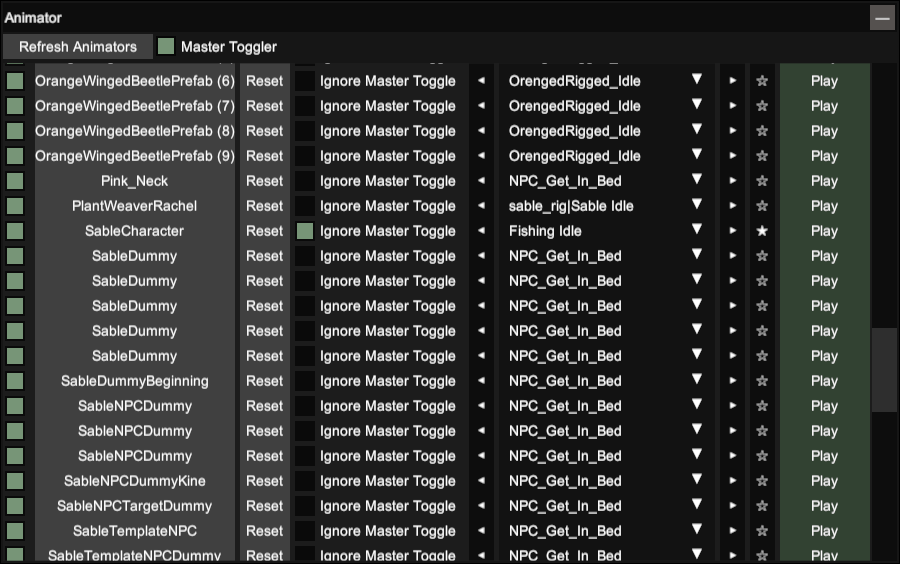 Animator
Refresh Animators Master Toggler
OrangeWingedBeetlePrefab (6) Reset Ignore Master Toggle OrengedRigged_Idle Play
OrangeWingedBeetlePrefab (7) Reset Ignore Master Toggle OrengedRigged_Idle Play
OrangeWingedBeetlePrefab (8) Reset Ignore Master Toggle OrengedRigged_Idle Play
OrangeWingedBeetlePrefab (9) Reset Ignore Master Toggle OrengedRigged_Idle Play
Pink_Neck Reset Ignore Master Toggle NPC_Get_In_Bed Play
PlantWeaverRachel Reset Ignore Master Toggle sable_rig|Sable Idle Play
SableCharacter Reset Ignore Master Toggle Fishing Idle Play
SableDummy Reset Ignore Master Toggle NPC_Get_In_Bed Play
SableDummy Reset Ignore Master Toggle NPC_Get_In_Bed Play
SableDummy Reset Ignore Master Toggle NPC_Get_In_Bed Play
SableDummy Reset Ignore Master Toggle NPC_Get_In_Bed Play
SableDummy Reset Ignore Master Toggle NPC_Get_In_Bed Play
SableDummyBeginning Reset Ignore Master Toggle NPC_Get_In_Bed Play
SableNPCDummy Reset Ignore Master Toggle NPC_Get_In_Bed Play
SableNPCDummy Reset Ignore Master Toggle NPC_Get_In_Bed Play
SableNPCDummy Reset Ignore Master Toggle NPC_Get_In_Bed Play
SableNPCDummyKine Reset Ignore Master Toggle NPC_Get_In_Bed Play
SableNPCTargetDummy Reset Ignore Master Toggle NPC_Get_In_Bed Play
SableTemplateNPC Reset Ignore Master Toggle NPC_Get_In_Bed Play
SableTemplateNPCDummy Reset Ignore Master Toggle NPC_Get_In_Bed Play